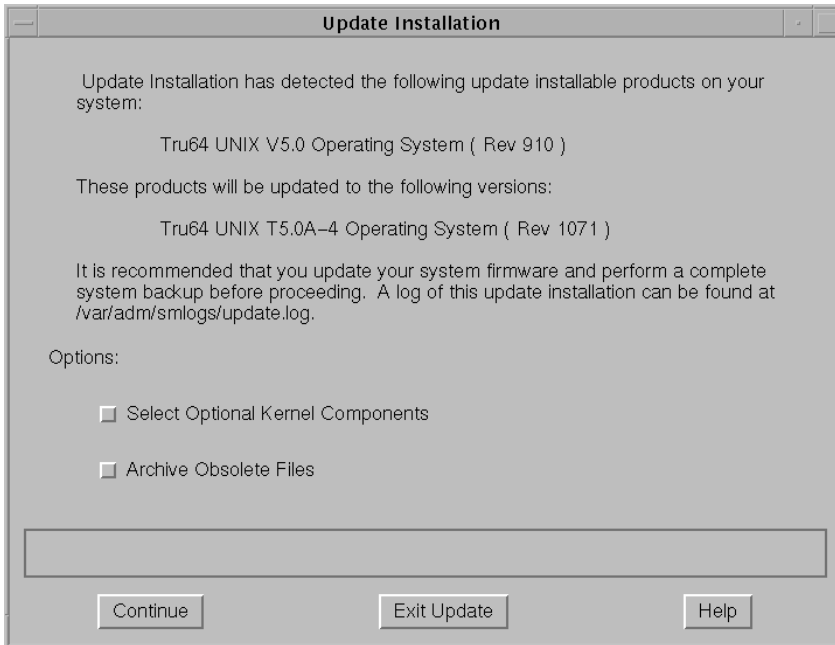 Update Installation
Update Installation has detected the following update installable products on your
system:
Tru64 UNIX V5.0 Operating System ( Rev 910 )
These products will be updated to the following versions:
Tru64 UNIX T5.0A–4 Operating System ( Rev 1071 )
It is recommended that you update your system firmware and perform a complete
system backup before proceeding.  A log of this update installation can be found at
/var/adm/smlogs/update.log.
Options:
Select Optional Kernel Components
Archive Obsolete Files
Continue
Exit Update
Help